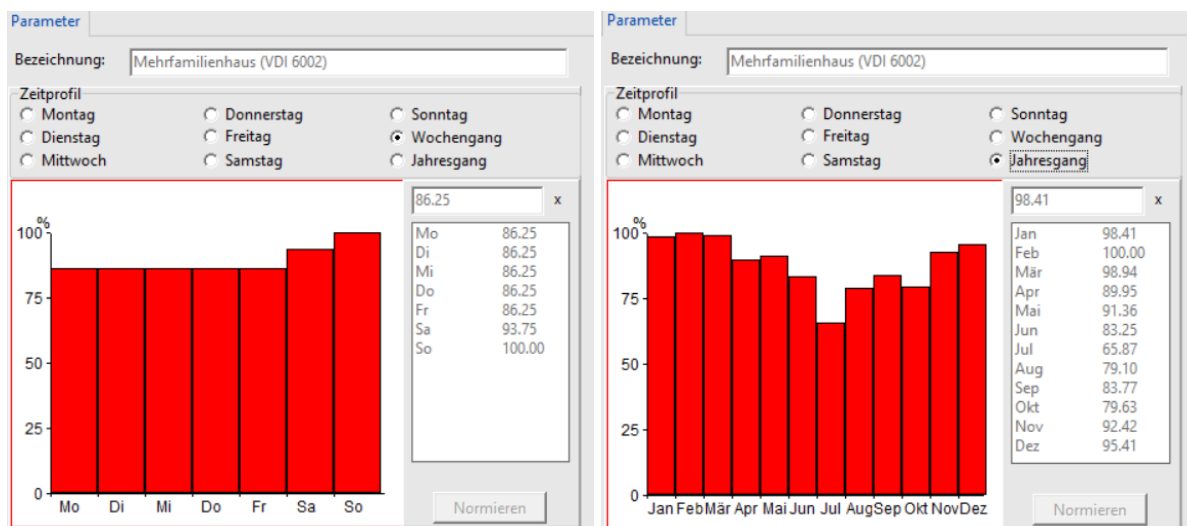 Parameter
Bezeichnung: Mehrfamilienhaus (VDI 6002)
Zeitprofil
Montag Donnerstag Sonntag
Dienstag Freitag Wochengang
Mittwoch Samstag Jahresgang
86.25 x
%
100
75
50
25
0
Mo Di Mi Do Fr Sa So
Mo 86.25
Di 86.25
Mi 86.25
Do 86.25
Fr 86.25
Sa 93.75
So 100.00
Normieren
Parameter
Bezeichnung: Mehrfamilienhaus (VDI 6002)
Zeitprofil
Montag Donnerstag Sonntag
Dienstag Freitag Wochengang
Mittwoch Samstag Jahresgang
98.41 x
%
100
75
50
25
0
Jan Feb Mär Apr Mai Jun Jul Aug Sep Okt Nov Dez
Jan 98.41
Feb 100.00
Mär 98.94
Apr 89.95
Mai 91.36
Jun 83.25
Jul 65.87
Aug 79.10
Sep 83.77
Okt 79.63
Nov 92.42
Dez 95.41
Normieren